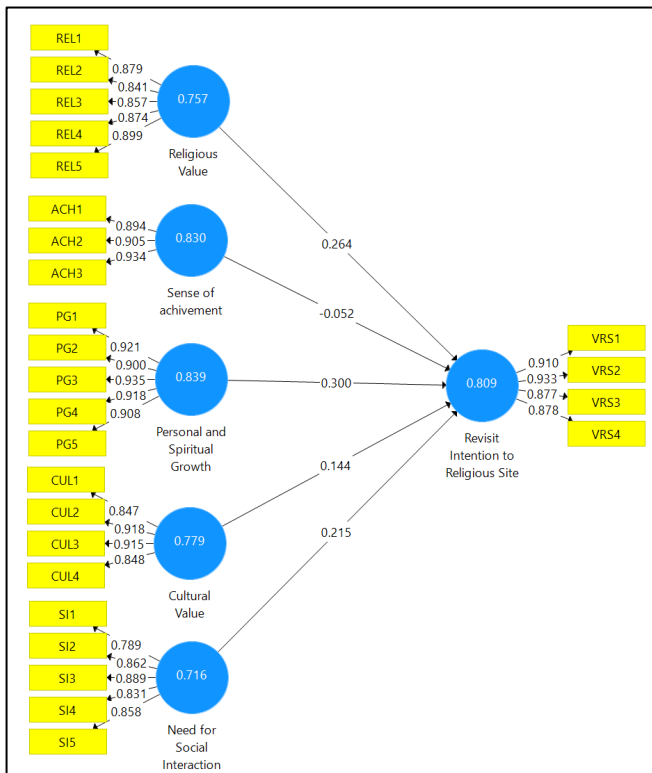 REL1
REL2
REL3
REL4
REL5
0.879
0.841
0.857
0.874
0.899
0.757
Religious
Value
ACH1
ACH2
ACH3
0.894
0.905
0.934
0.830
Sense of
achivement
PG1
PG2
PG3
PG4
PG5
0.921
0.900
0.935
0.918
0.908
0.839
Personal and
Spiritual
Growth
CUL1
CUL2
CUL3
CUL4
0.847
0.918
0.915
0.848
0.779
Cultural
Value
SI1
SI2
SI3
SI4
SI5
0.789
0.862
0.889
0.831
0.858
0.716
Need for
Social
Interaction
0.264
-0.052
0.300
0.144
0.215
0.809
Revisit
Intention to
Religious Site
0.910
0.933
0.877
0.878
VRS1
VRS2
VRS3
VRS4